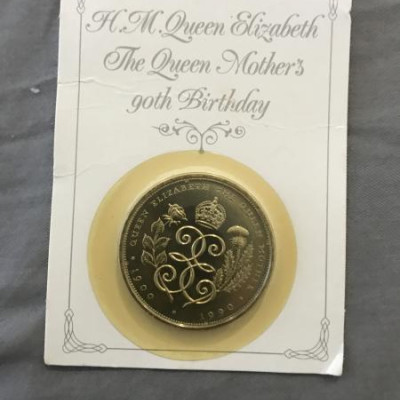 H.M. Queen Elizabeth
The Queen Mother's
90th Birthday
· QUEEN ELIZABETH THE QUEEN MOTHER ·
1900 · 1990